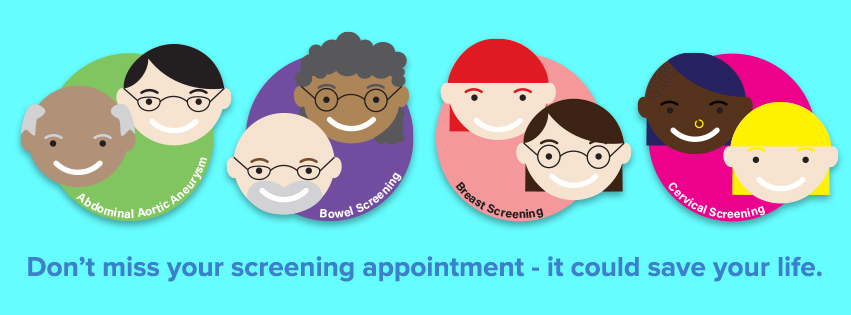 Abdominal Aortic Aneurysm
Bowel Screening
Breast Screening
Cervical Screening
Don't miss your screening appointment - it could save your life.